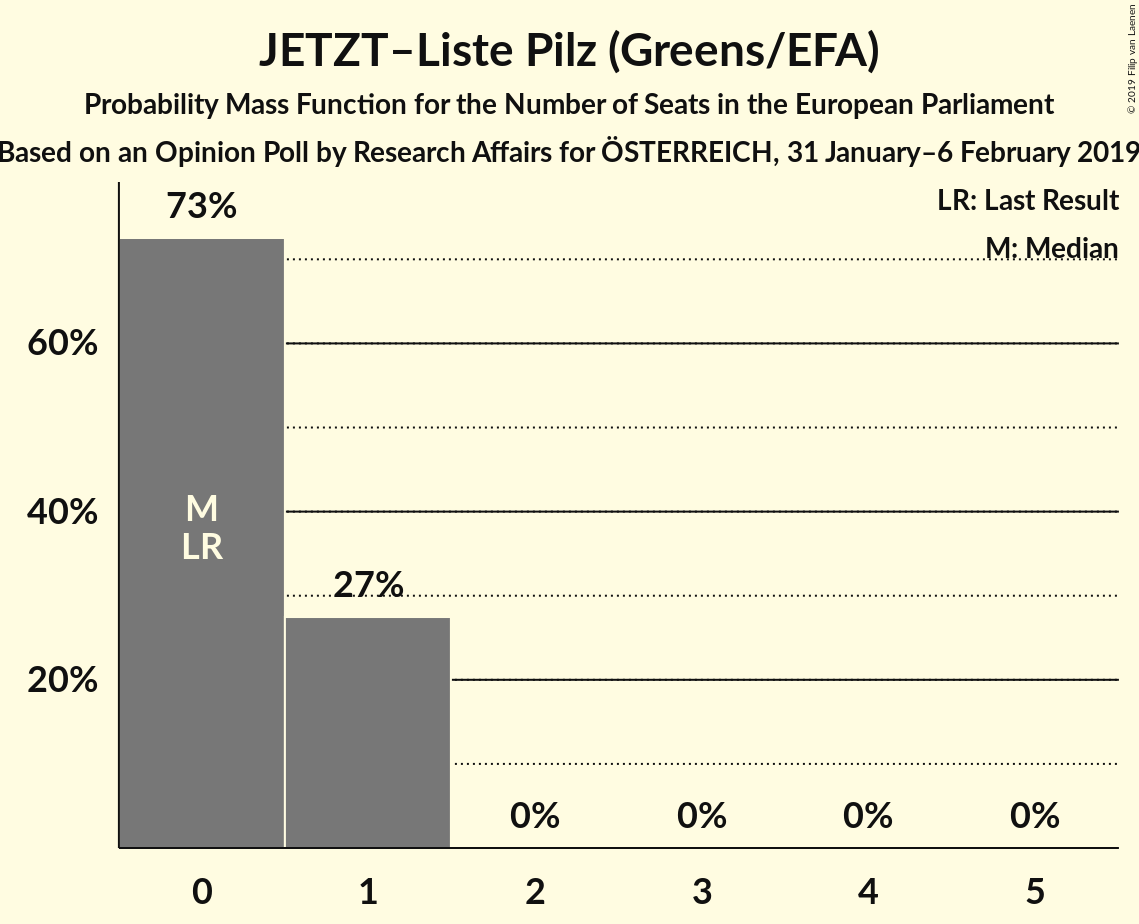 JETZT–Liste Pilz (Greens/EFA)
Probability Mass Function for the Number of Seats in the European Parliament
Based on an Opinion Poll by Research Affairs for ÖSTERREICH, 31 January–6 February 2019
© 2019 Filip van Laenen
LR: Last Result
M: Median
73%
60%
40%
20%
M
LR
27%
0% 0% 0% 0%
0 1 2 3 4 5